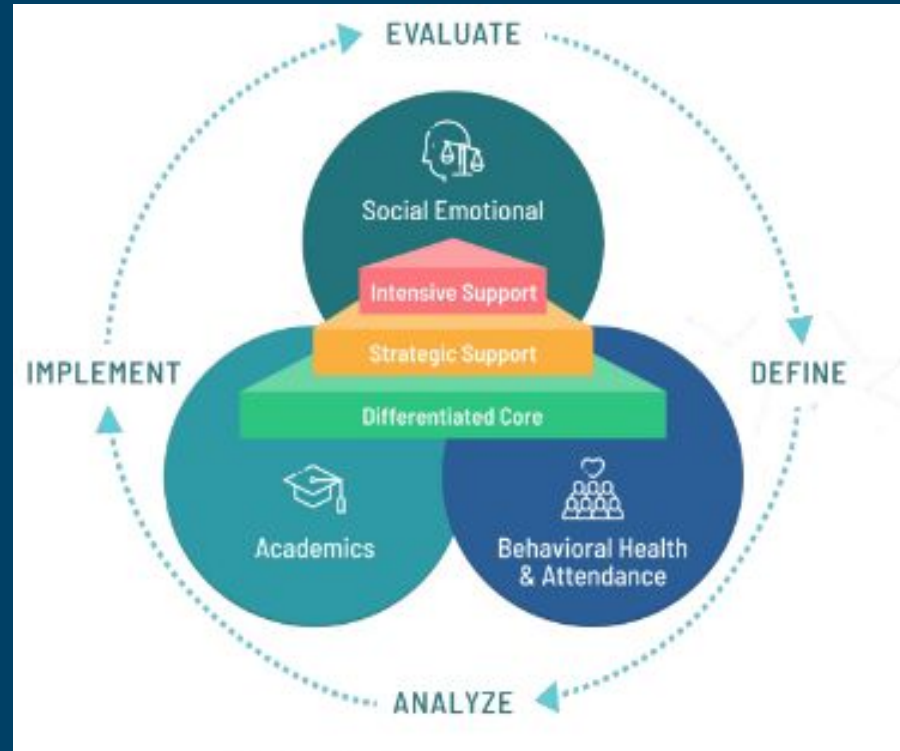 EVALUATE
Social Emotional
Intensive Support
Strategic Support
IMPLEMENT
DEFINE
Differentiated Core
Academics
Behavioral Health
& Attendance
ANALYZE